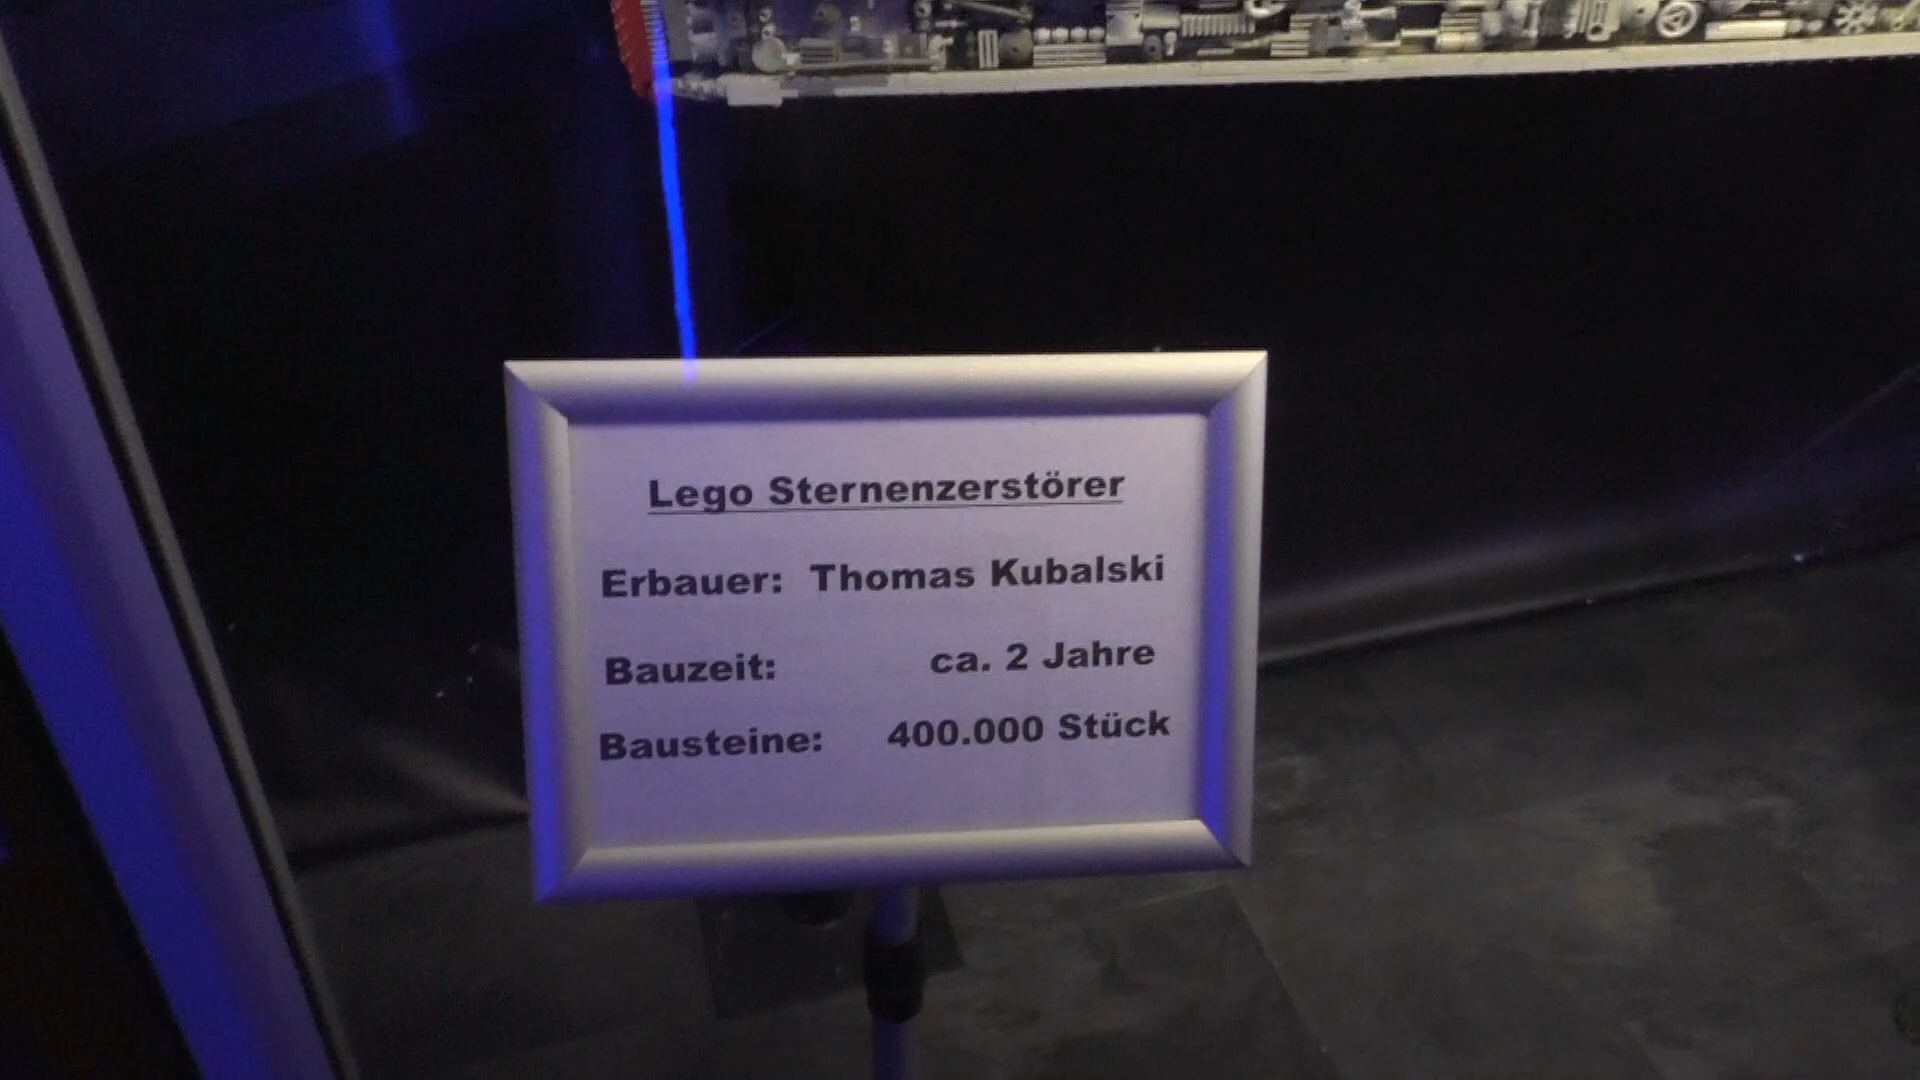 Lego Sternenzerstörer
Erbauer: Thomas Kubalski
Bauzeit: ca. 2 Jahre
Bausteine: 400.000 Stück